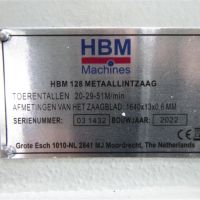 HBM
Machines
HBM 128 METAALLINTZAAG
TOERENTALLEN 20-29-51M/min
AFMETINGEN VAN HET ZAAGBLAD: 1640x13x0,6 MM
SERIENUMMER: 03 1432 BOUWJAAR: 2022
Grote Esch 1010-NL 2841 MJ Moordrecht, The Netherlands